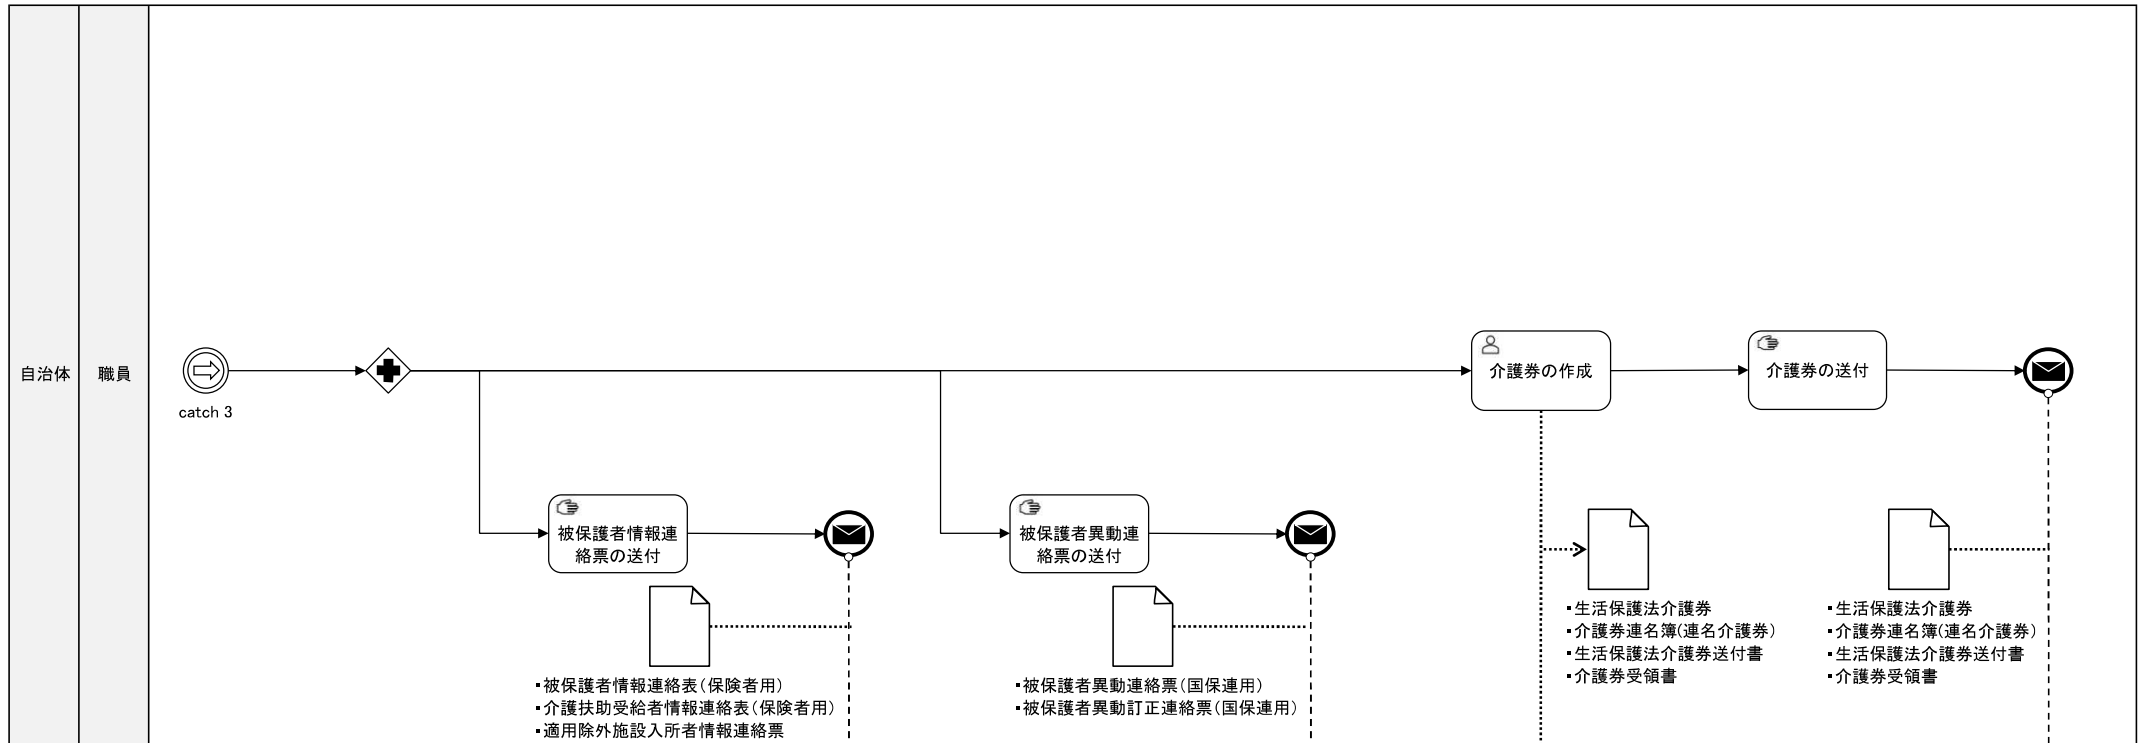 自治体
職員
catch 3
介護券の作成
介護券の送付
被保護者情報連
絡票の送付
被保護者異動連
絡票の送付
▪被保護者情報連絡表(保険者用)
▪介護扶助受給者情報連絡表(保険者用)
▪適用除外施設入所者情報連絡票
▪被保護者異動連絡票(国保連用)
▪被保護者異動訂正連絡票(国保連用)
▪生活保護法介護券
▪介護券連名簿(連名介護券)
▪生活保護法介護券送付書
▪介護券受領書
▪生活保護法介護券
▪介護券連名簿(連名介護券)
▪生活保護法介護券送付書
▪介護券受領書